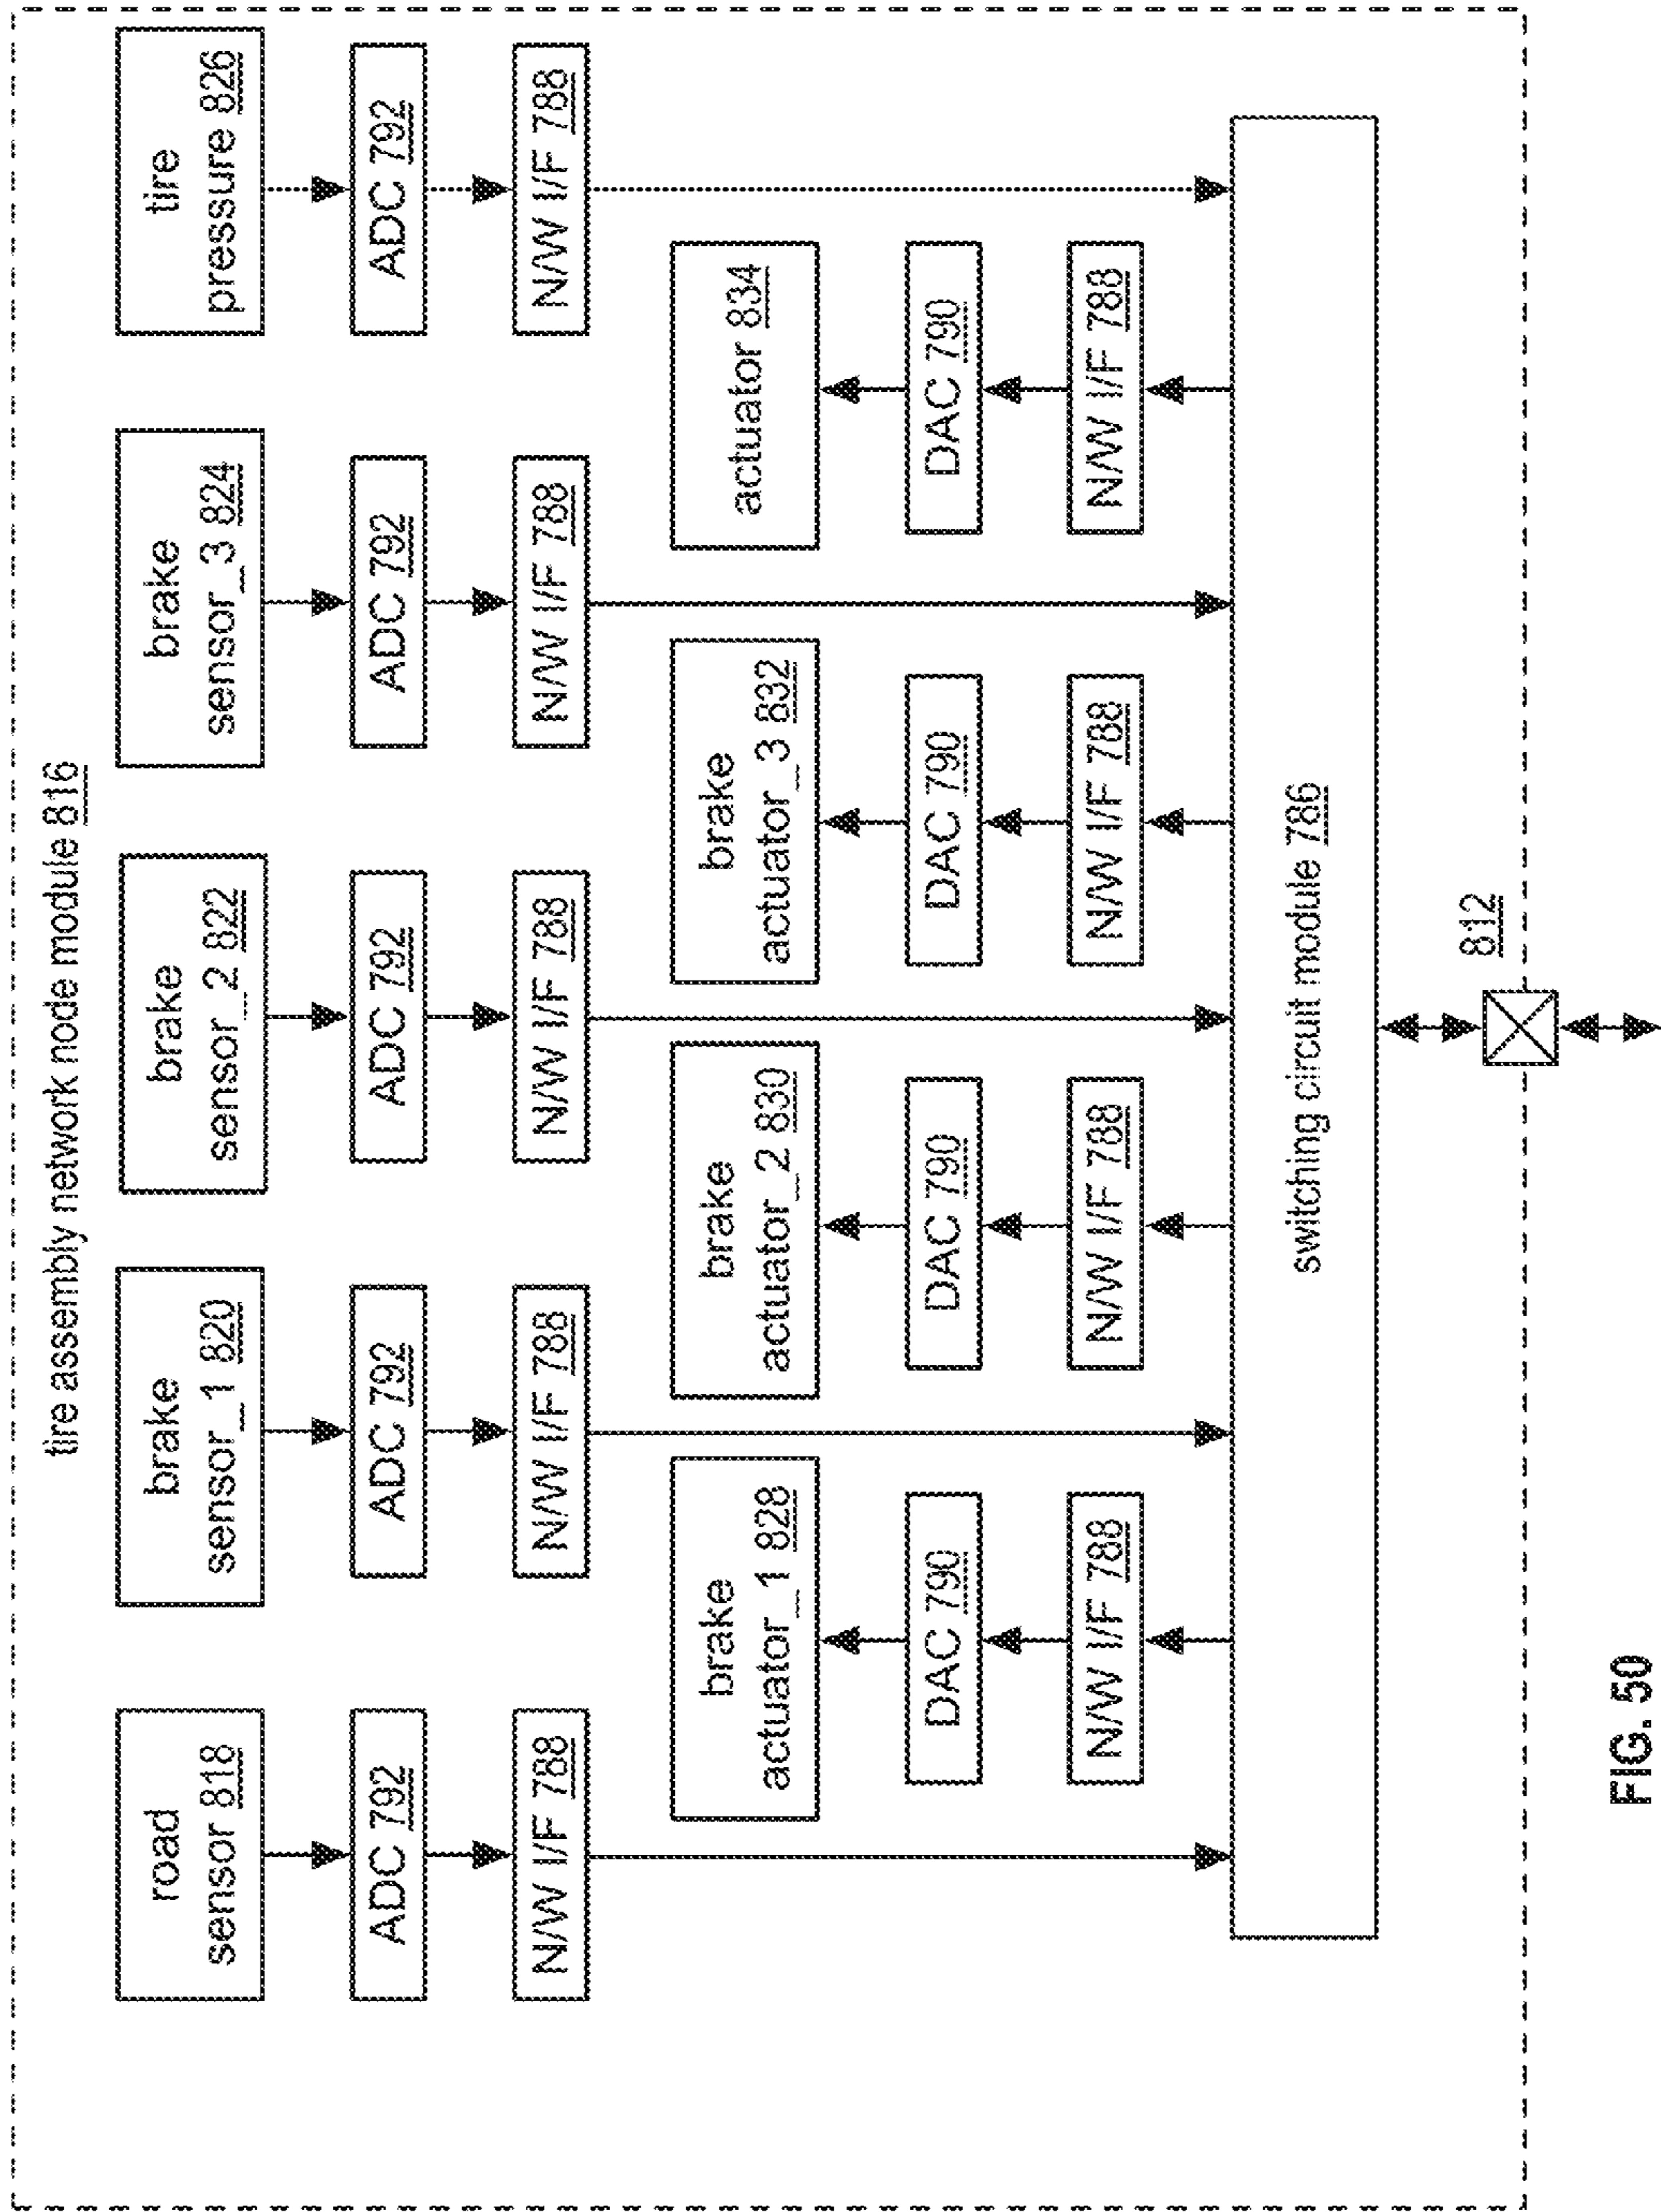 tire assembly network node module 816
road
sensor 818
brake
sensor_1 820
brake
sensor_2 822
brake
sensor_3 824
tire
pressure 826
ADC 792
ADC 792
ADC 792
ADC 792
ADC 792
N/W I/F 788
N/W I/F 788
N/W I/F 788
N/W I/F 788
N/W I/F 788
brake
actuator_1 828
brake
actuator_2 830
brake
actuator_3 832
actuator 834
DAC 790
DAC 790
DAC 790
DAC 790
N/W I/F 788
N/W I/F 788
N/W I/F 788
N/W I/F 788
switching circuit module 786
812
FIG. 50